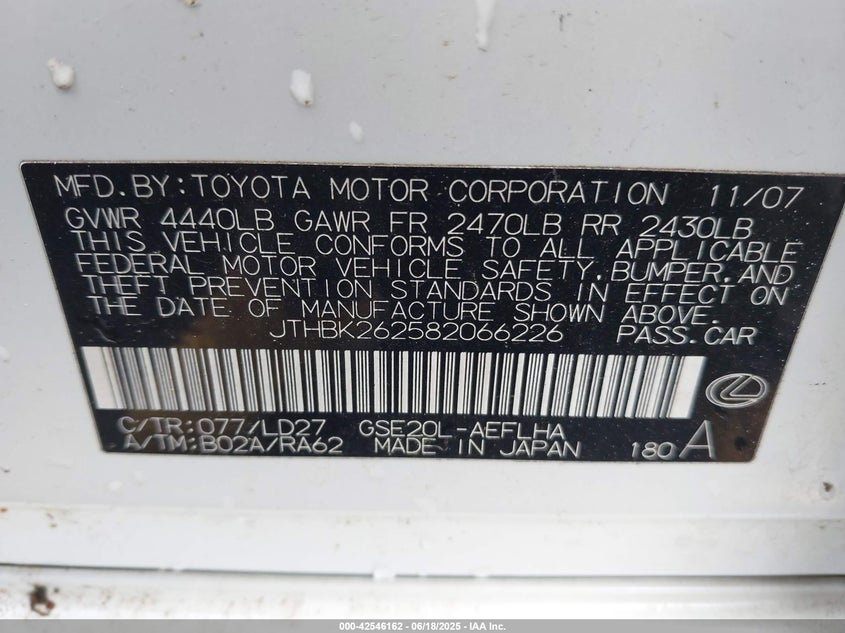 MFD. BY: TOYOTA MOTOR CORPORATION 11/07
GVWR 4440LB GAWR FR 2470LB RR 2430LB
THIS VEHICLE CONFORMS TO ALL APPLICABLE
FEDERAL MOTOR VEHICLE SAFETY, BUMPER, AND
THEFT PREVENTION STANDARDS IN EFFECT ON
THE DATE OF MANUFACTURE SHOWN ABOVE.
JTHBK262582066226 PASS. CAR
C/TR: 077/LD27 GSE20L-AEFLHA
A/TM: B02A/RA62 MADE IN JAPAN 180 A
000-42546162 - 06/18/2025 - IAA Inc.